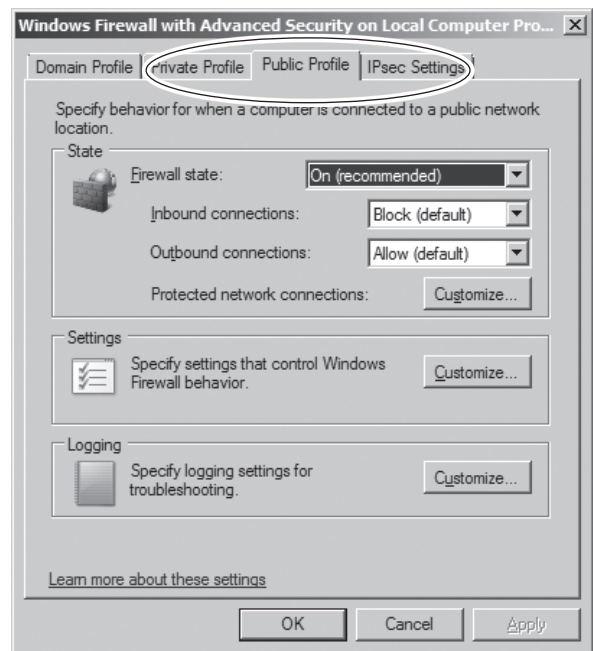 Windows Firewall with Advanced Security on Local Computer Pro...
Domain Profile
Private Profile
Public Profile
IPsec Settings
Specify behavior for when a computer is connected to a public network
location.
State
Firewall state:
On (recommended)
Inbound connections:
Block (default)
Outbound connections:
Allow (default)
Protected network connections:
Customize...
Settings
Specify settings that control Windows
Firewall behavior.
Customize...
Logging
Specify logging settings for
troubleshooting.
Customize...
Learn more about these settings
OK
Cancel
Apply